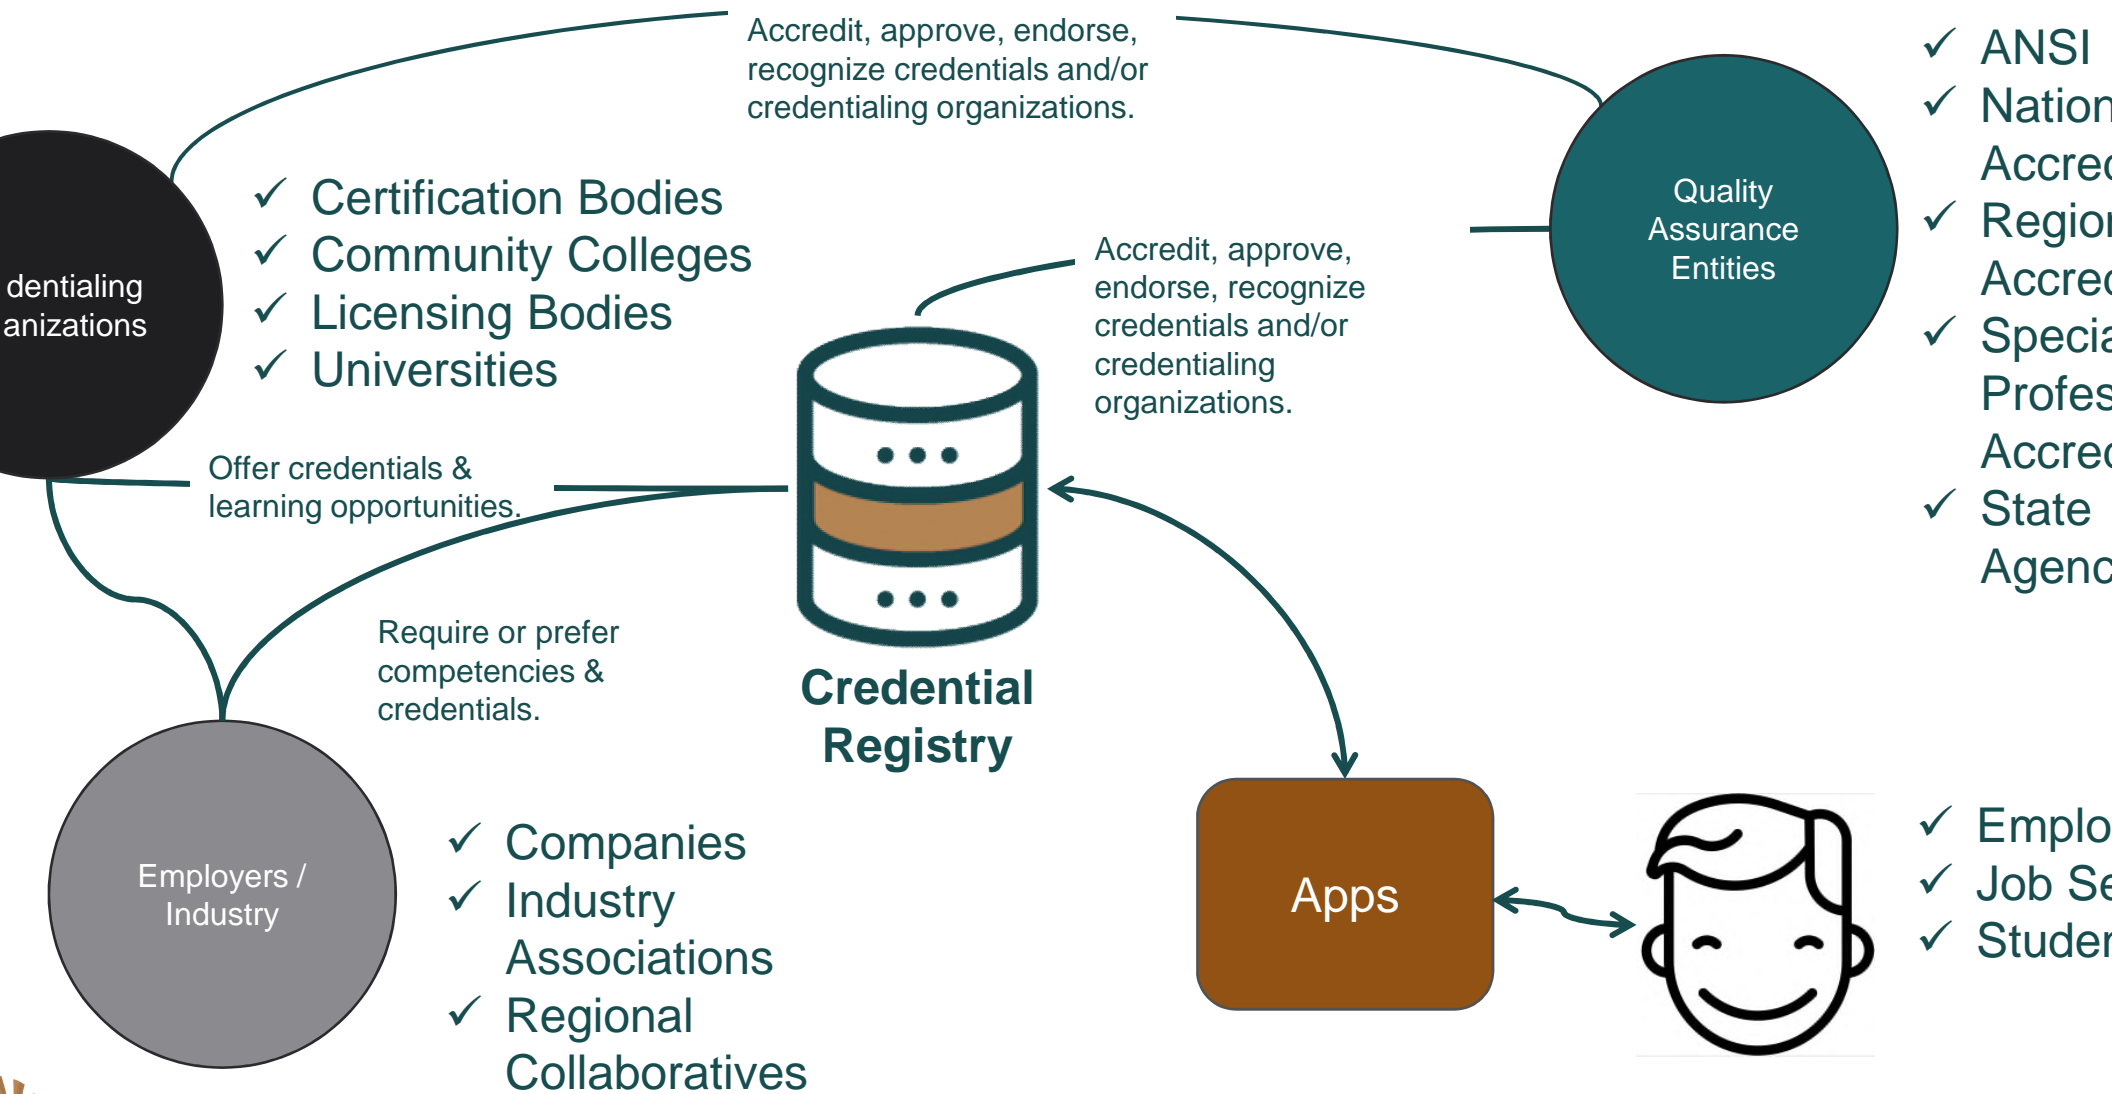 Accredit, approve, endorse,
recognize credentials and/or
credentialing organizations.
dentialing
anizations
✓ Certification Bodies
✓ Community Colleges
✓ Licensing Bodies
✓ Universities
Accredit, approve,
endorse, recognize
credentials and/or
credentialing
organizations.
Quality
Assurance
Entities
✓ ANSI
✓ Nation
Accred
✓ Region
Accred
✓ Specia
Profes
Accred
✓ State
Agenc
Offer credentials &
learning opportunities.
Require or prefer
competencies &
credentials.
Credential
Registry
Employers /
Industry
✓ Companies
✓ Industry
Associations
✓ Regional
Collaboratives
Apps
✓ Emplo
✓ Job Se
✓ Studen